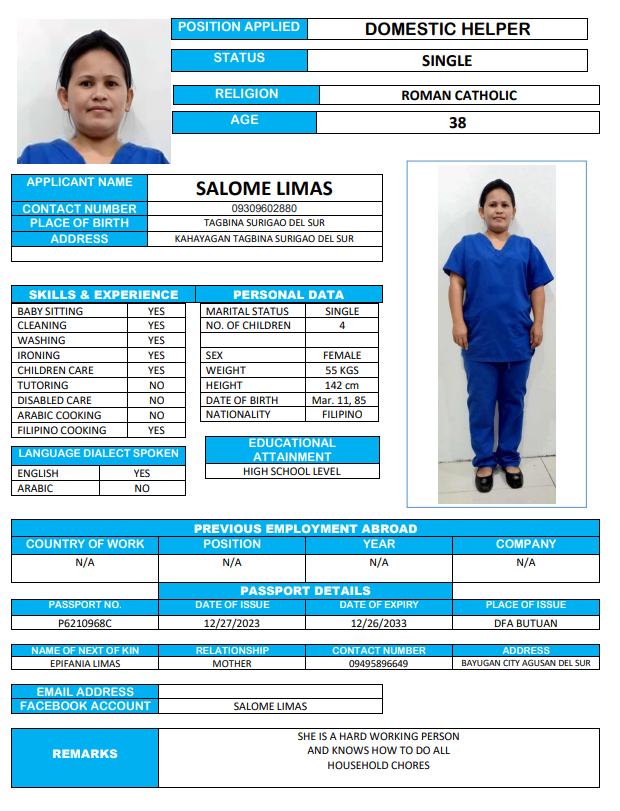 POSITION APPLIED DOMESTIC HELPER
STATUS SINGLE
RELIGION ROMAN CATHOLIC
AGE 38
APPLICANT NAME SALOME LIMAS
CONTACT NUMBER 09309602880
PLACE OF BIRTH TAGBINA SURIGAO DEL SUR
ADDRESS KAHAYAGAN TAGBINA SURIGAO DEL SUR
SKILLS & EXPERIENCE
BABY SITTING YES
CLEANING YES
WASHING YES
IRONING YES
CHILDREN CARE YES
TUTORING NO
DISABLED CARE NO
ARABIC COOKING NO
FILIPINO COOKING YES
LANGUAGE DIALECT SPOKEN
ENGLISH YES
ARABIC NO
PERSONAL DATA
MARITAL STATUS SINGLE
NO. OF CHILDREN 4
SEX FEMALE
WEIGHT 55 KGS
HEIGHT 142 cm
DATE OF BIRTH Mar. 11, 85
NATIONALITY FILIPINO
EDUCATIONAL
ATTAINMENT
HIGH SCHOOL LEVEL
PREVIOUS EMPLOYMENT ABROAD
COUNTRY OF WORK POSITION YEAR COMPANY
N/A N/A N/A N/A
PASSPORT DETAILS
PASSPORT NO. DATE OF ISSUE DATE OF EXPIRY PLACE OF ISSUE
P6210968C 12/27/2023 12/26/2033 DFA BUTUAN
NAME OF NEXT OF KIN RELATIONSHIP CONTACT NUMBER ADDRESS
EPIFANIA LIMAS MOTHER 09495896649 BAYUGAN CITY AGUSAN DEL SUR
EMAIL ADDRESS
FACEBOOK ACCOUNT SALOME LIMAS
REMARKS
SHE IS A HARD WORKING PERSON
AND KNOWS HOW TO DO ALL
HOUSEHOLD CHORES